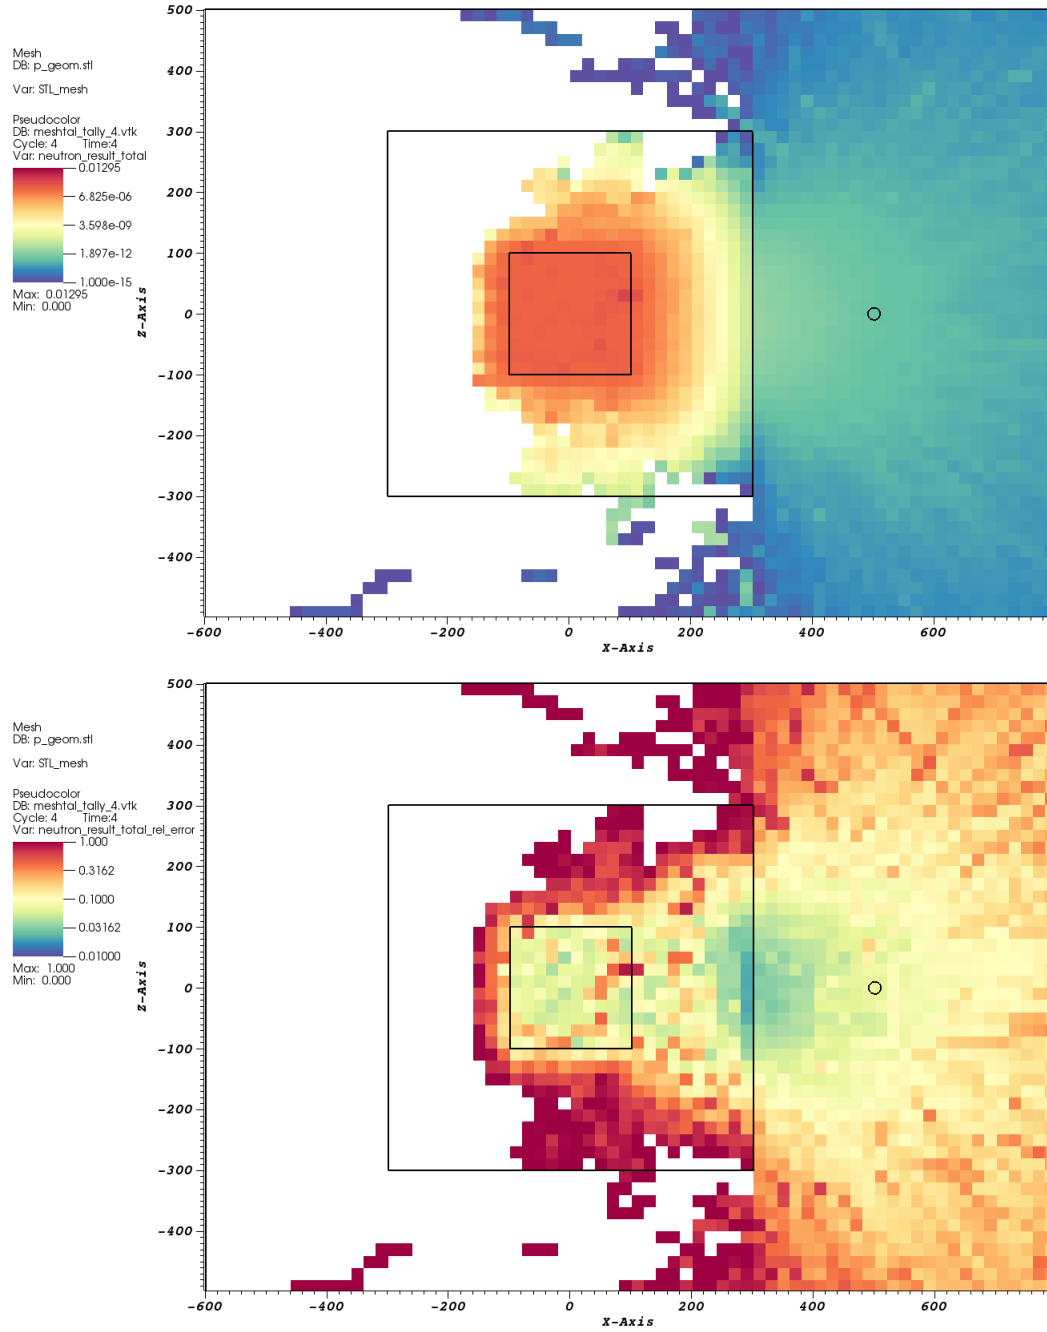 Mesh
DB: p_geom.stl
Var: STL_mesh
Pseudocolor
DB: meshtal_tally_4.vtk
Cycle: 4 Time:4
Var: neutron_result_total
0.01295
6.825e-06
3.598e-09
1.897e-12
1.000e-15
Max: 0.01295
Min: 0.000
Z-Axis
500
400
300
200
100
0
-100
-200
-300
-400
-600
-400
-200
0
200
400
600
X-Axis
Mesh
DB: p_geom.stl
Var: STL_mesh
Pseudocolor
DB: meshtal_tally_4.vtk
Cycle: 4 Time:4
Var: neutron_result_total_rel_error
1.000
0.3162
0.1000
0.03162
0.01000
Max: 1.000
Min: 0.000
Z-Axis
500
400
300
200
100
0
-100
-200
-300
-400
-600
-400
-200
0
200
400
600
X-Axis